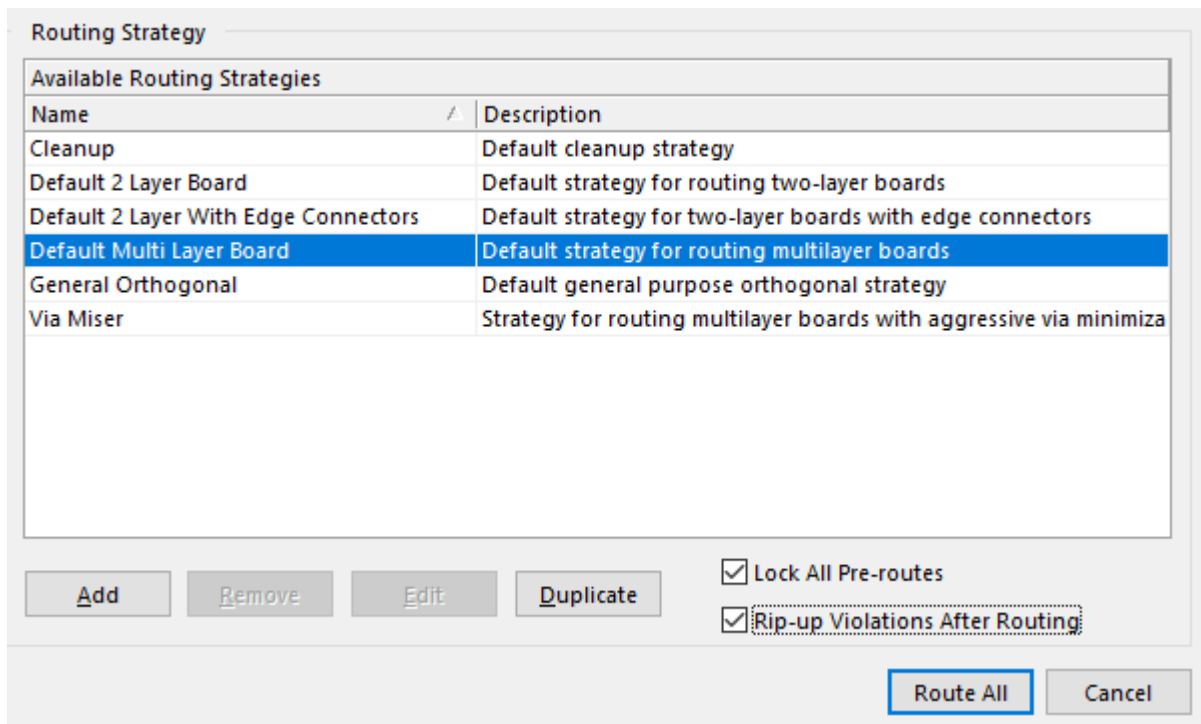 Routing Strategy
Available Routing Strategies
Name Description
Cleanup Default cleanup strategy
Default 2 Layer Board Default strategy for routing two-layer boards
Default 2 Layer With Edge Connectors Default strategy for two-layer boards with edge connectors
Default Multi Layer Board Default strategy for routing multilayer boards
General Orthogonal Default general purpose orthogonal strategy
Via Miser Strategy for routing multilayer boards with aggressive via minimiza
Add Remove Edit Duplicate Lock All Pre-routes
Rip-up Violations After Routing
Route All Cancel